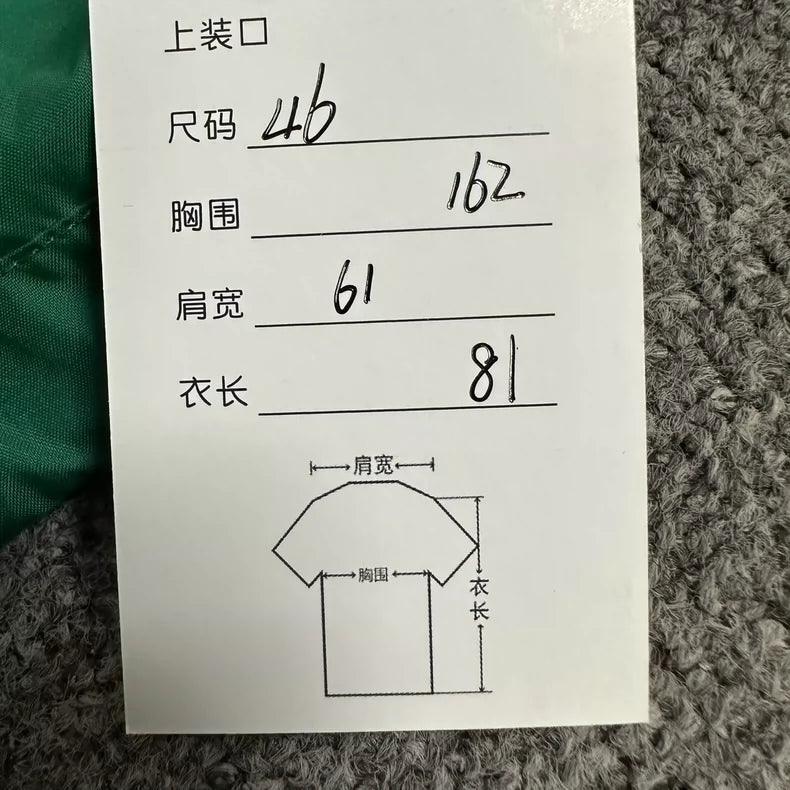 上装口
尺码 46
胸围 162
肩宽 61
衣长 81
肩宽
胸围
衣长